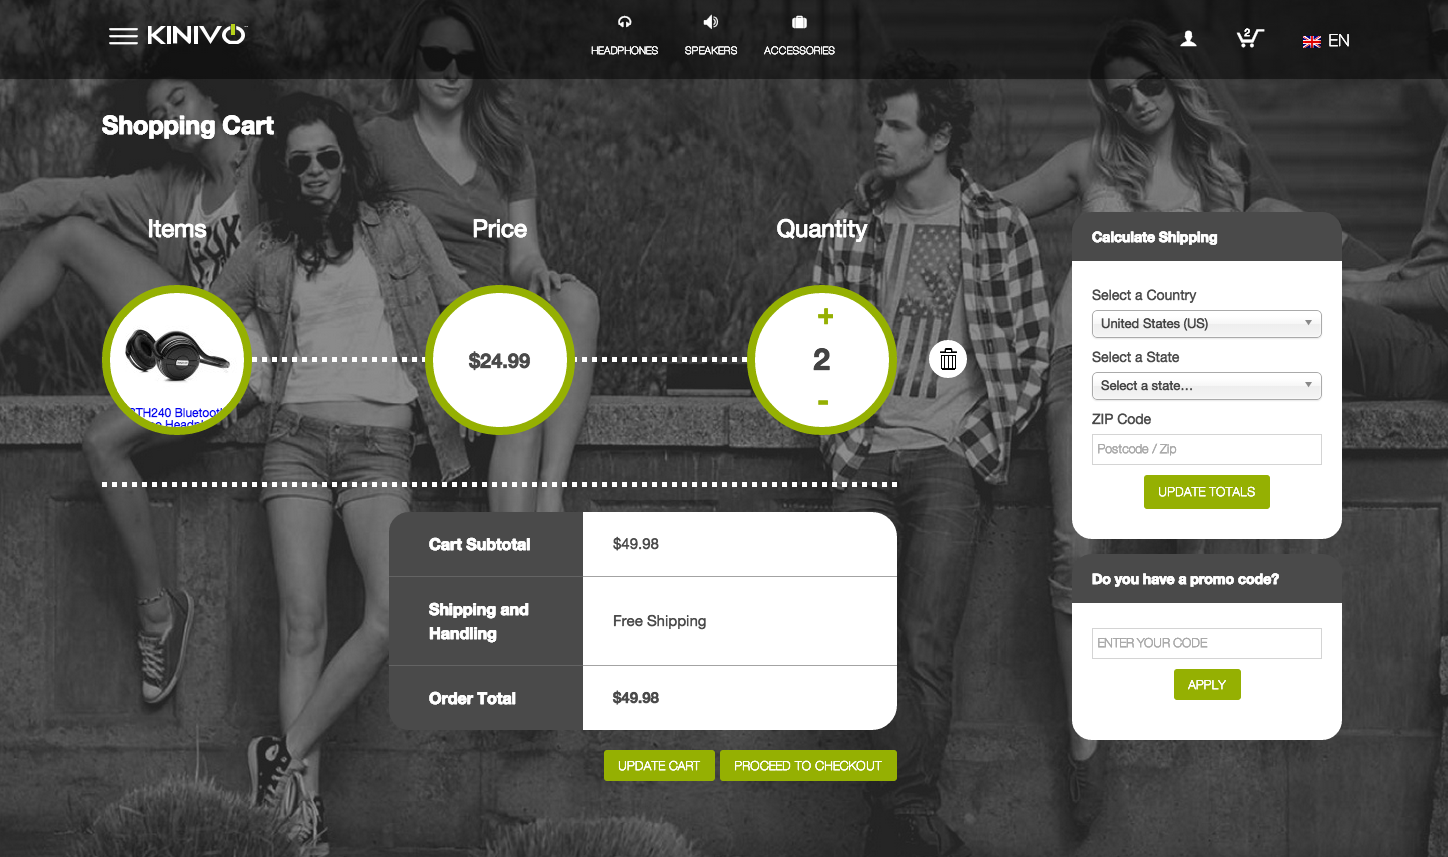 KINIVO
HEADPHONES
SPEAKERS
ACCESSORIES
2
EN
Shopping Cart
Items
Price
Quantity
BTH240 Bluetooth
$24.99
+
2
-
Cart Subtotal
$49.98
Shipping and
Handling
Free Shipping
Order Total
$49.98
UPDATE CART
PROCEED TO CHECKOUT
Calculate Shipping
Select a Country
United States (US)
Select a State
Select a state...
ZIP Code
Postcode / Zip
UPDATE TOTALS
Do you have a promo code?
ENTER YOUR CODE
APPLY